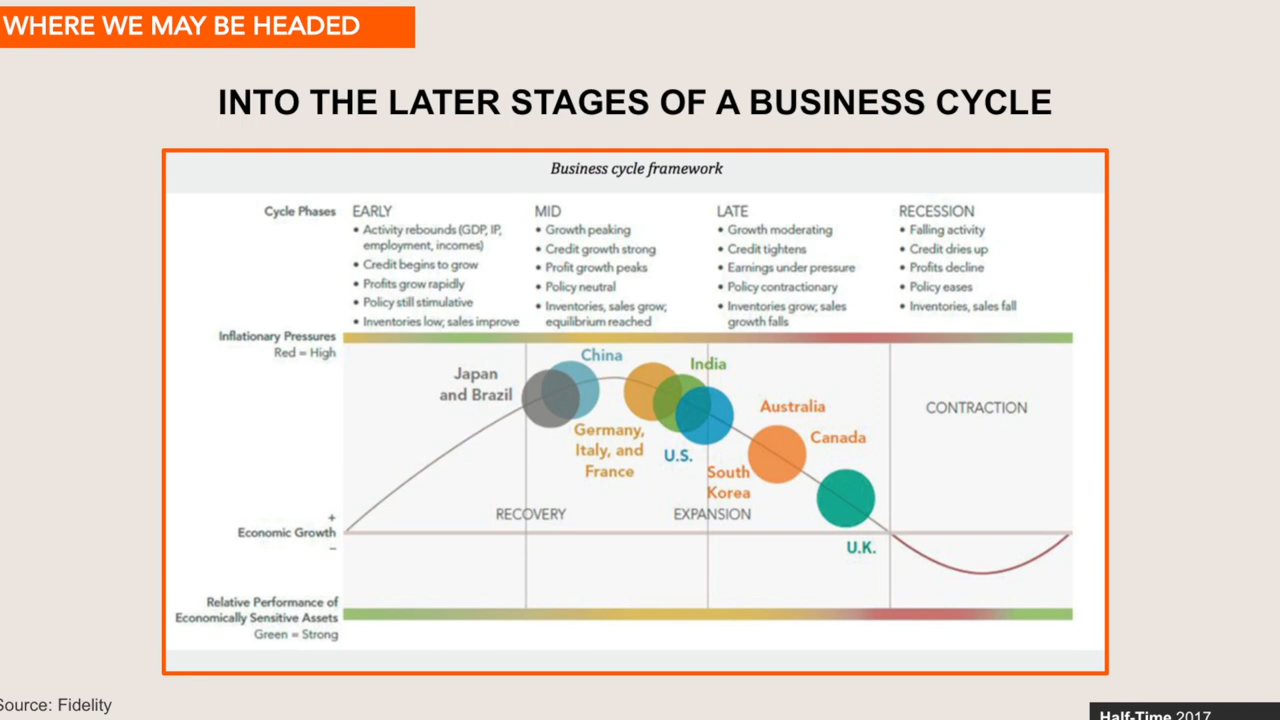 WHERE WE MAY BE HEADED
INTO THE LATER STAGES OF A BUSINESS CYCLE
Business cycle framework
Cycle Phases
EARLY
• Activity rebounds (GDP, IP,
employment, incomes)
• Credit begins to grow
• Profits grow rapidly
• Policy still stimulative
• Inventories low; sales improve
MID
• Growth peaking
• Credit growth strong
• Profit growth peaks
• Policy neutral
• Inventories, sales grow;
equilibrium reached
LATE
• Growth moderating
• Credit tightens
• Earnings under pressure
• Policy contractionary
• Inventories grow; sales
growth falls
RECESSION
• Falling activity
• Credit dries up
• Profits decline
• Policy eases
• Inventories, sales fall
Inflationary Pressures
Red = High
China
India
Japan
and Brazil
Germany,
Italy, and
France
U.S.
Australia
Canada
South
Korea
U.K.
CONTRACTION
RECOVERY
EXPANSION
+
Economic Growth
–
Relative Performance of
Economically Sensitive Assets
Green = Strong
Source: Fidelity
Half-Time 2017